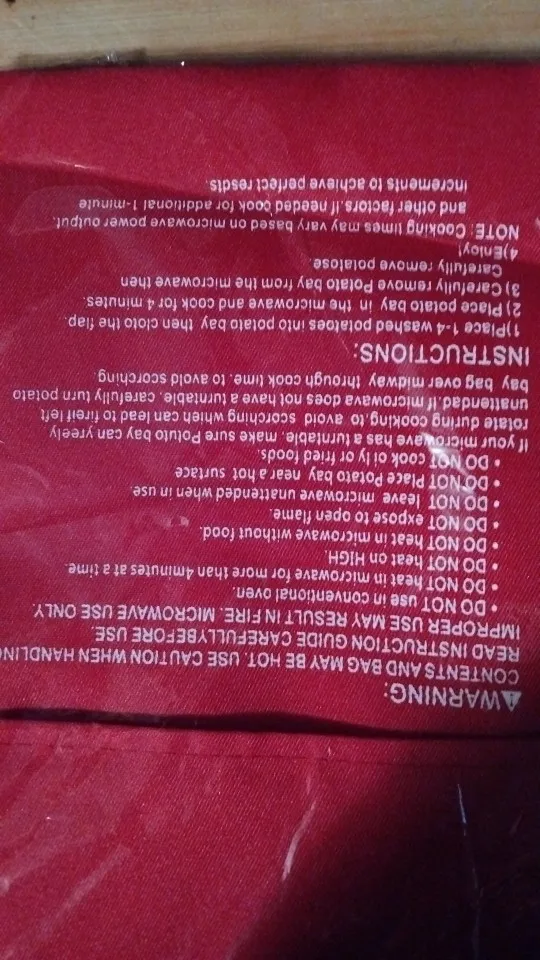 ⚠WARNING:
CONTENTS AND BAG MAY BE HOT. USE CAUTION WHEN HANDLING
READ INSTRUCTION GUIDE CAREFULLYBEFORE USE.
IMPROPER USE MAY RESULT IN FIRE. MICROWAVE USE ONLY
• DO NOT use in conventional oven.
• DO NOT heat in microwave for more than 4minutes at a time.
• DO NOT heat on HIGH.
• DO NOT heat in microwave without food.
• DO NOT expose to open flame.
• DO NOT leave microwave unattended when in use.
• DO NOT Place Potato bay near a hot surface
• DO NOT cook oil ly or fried foods.
If your microwave has a turntable. make sure Potuto bay can yreely
rotate during cooking. to avoid scorching which can lead to fireif left
unattended. If microwava does not have a turntable. carefully turn potato
bay bag over midway through cook time. to avoid scorching.
INSTRUCTIONS:
1)Place 1-4 washed potatoes into potato bay then cloto the flap.
2) Place potato bay in the microwave and cook for 4 minutes.
3) Carefully remove Potato bay from the microwave then
Carefully remove potatose.
4)Enjoy!
NOTE: Cooking times may vary based on microwave power output.
and other factors. If needed cook for additional 1-minute
increments to achieve perfect resdts.